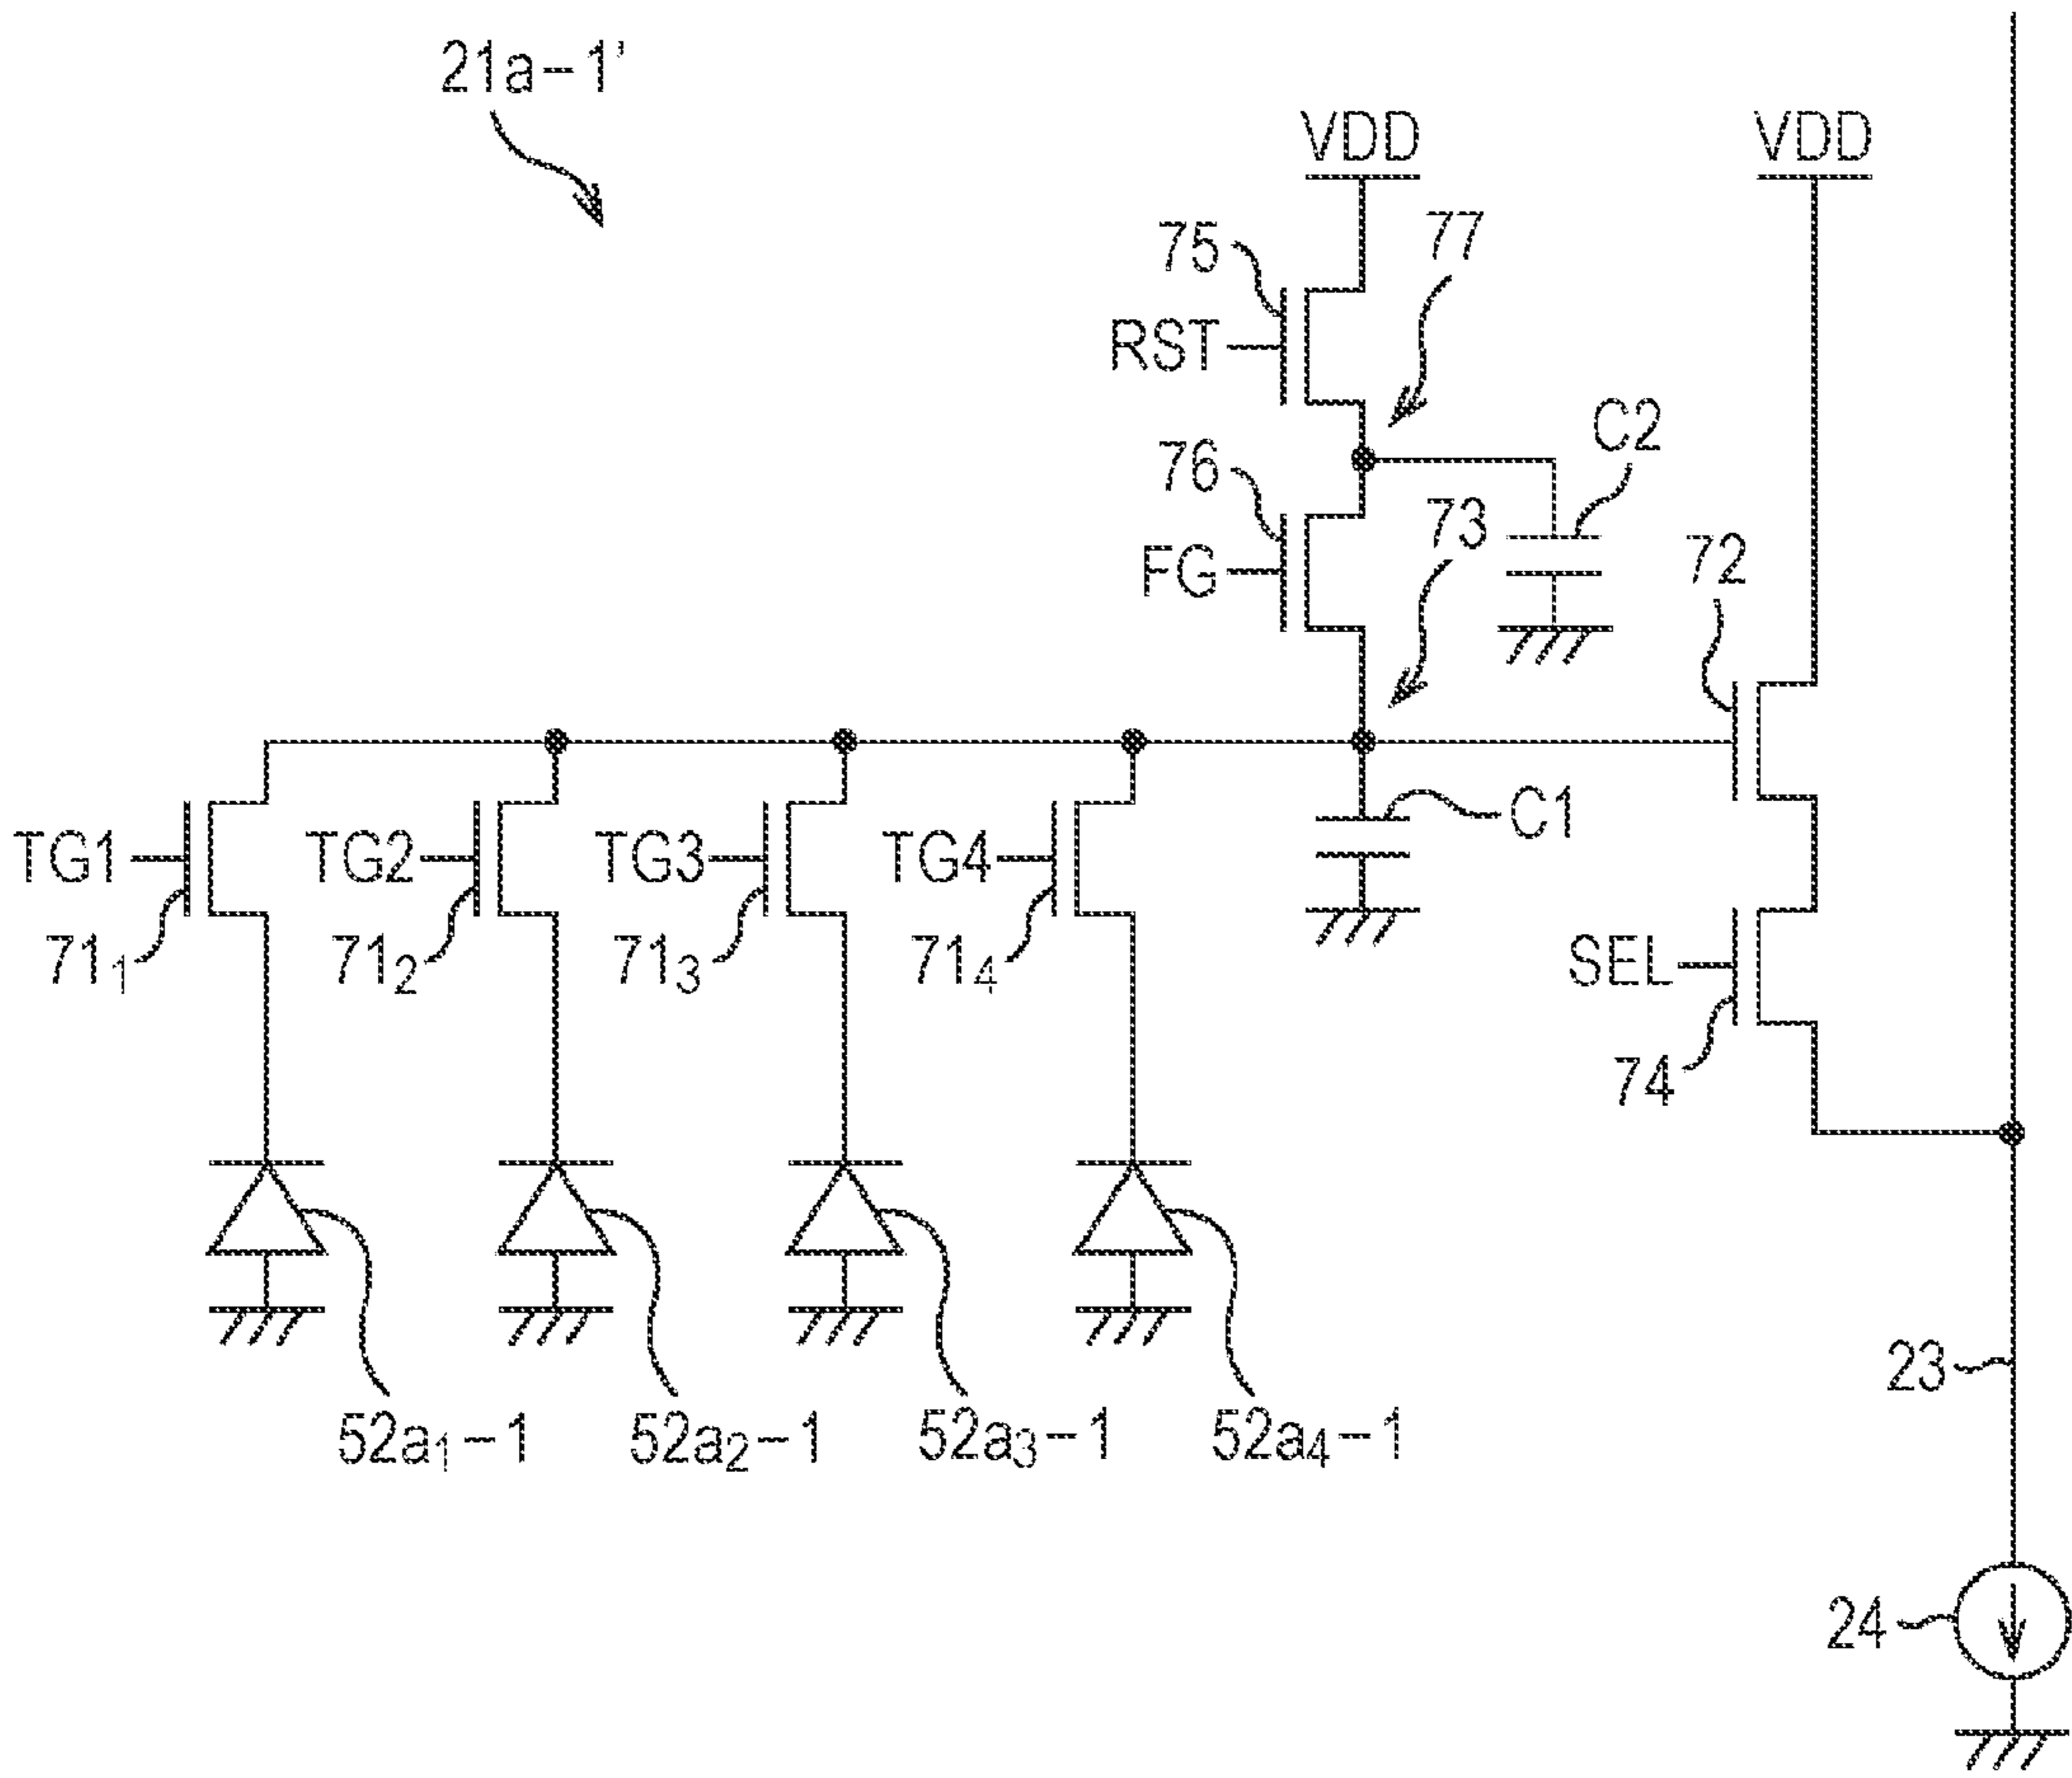 21a-1'
VDD VDD
75 77
RST
C2
76
73
FG 72
TG1 TG2 TG3 TG4 C1
71₁ 71₂ 71₃ 71₄ SEL
74
23
52a₁-1 52a₂-1 52a₃-1 52a₄-1
24